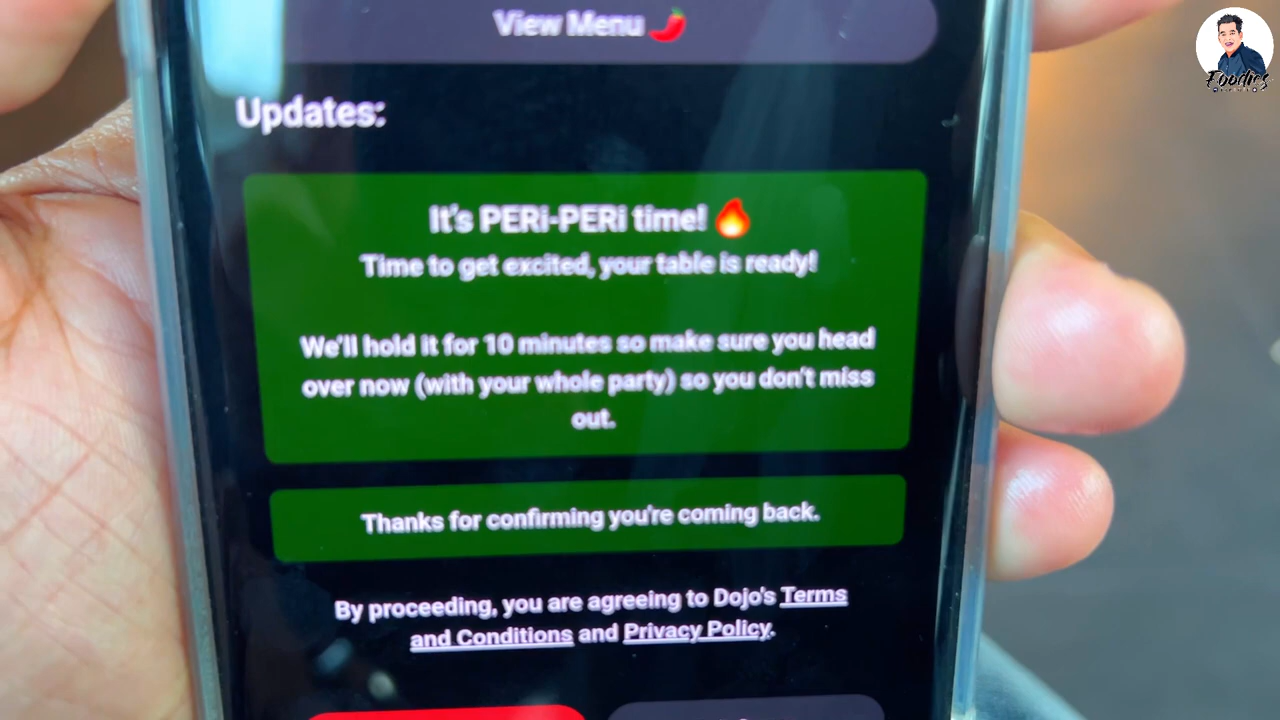 View Menu 🌶️
Updates:
It's PERi-PERi time! 🔥
Time to get excited, your table is ready!
We'll hold it for 10 minutes so make sure you head
over now (with your whole party) so you don't miss
out.
Thanks for confirming you're coming back.
By proceeding, you are agreeing to Dojo's Terms
and Conditions and Privacy Policy.
Foodies